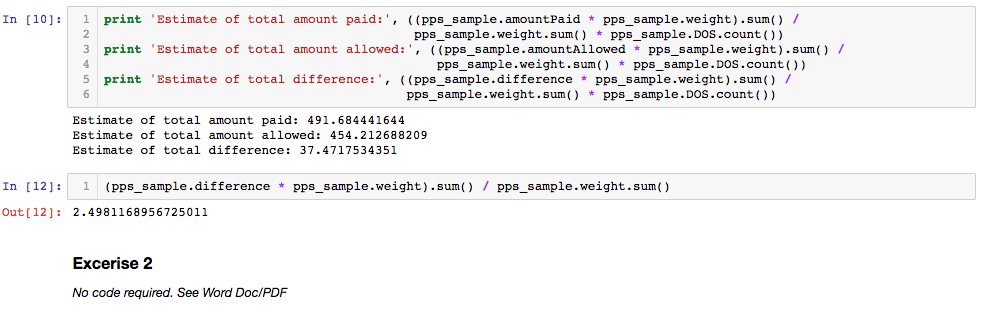 In [10]: 1 print 'Estimate of total amount paid:', ((pps_sample.amountPaid * pps_sample.weight).sum() /
2 pps_sample.weight.sum() * pps_sample.DOS.count())
3 print 'Estimate of total amount allowed:', ((pps_sample.amoutAllowed * pps_sample.weight).sum() /
4 pps_sample.weight.sum() * pps_sample.DOS.count())
5 print 'Estimate of total difference:', ((pps_sample.difference * pps_sample.weight).sum() /
6 pps_sample.weight.sum() * pps_sample.DOS.count())
Estimate of total amount paid: 491.684441644
Estimate of total amount allowed: 454.212688209
Estimate of total difference: 37.4717534351
In [12]: 1 (pps_sample.difference * pps_sample.weight).sum() / pps_sample.weight.sum()
Out[12]: 2.4981168956725011
Excerise 2
No code required. See Word Doc/PDF